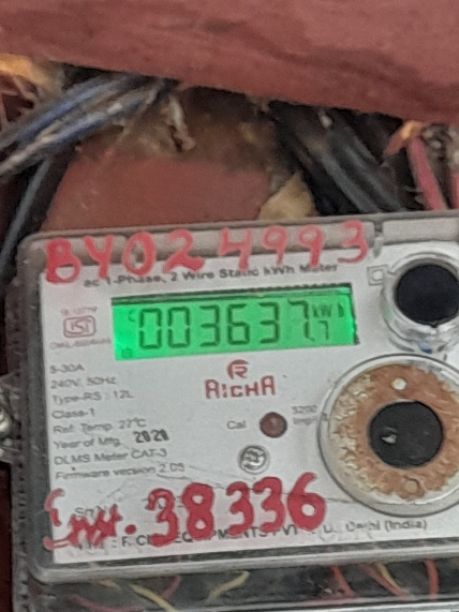 BY024993
ac 1-Phase, 2 Wire Static kWh Meter
003637.7 kWh
ISI
5-30A
240V, 50Hz
RICHA
Type-RS : 12L
Class-1
3200
Ref. Temp. 27°C
Cal
Year of Mfg. 2020
DLMS Meter CAT-3
Firmware version 2.05
38336
Delhi (India)